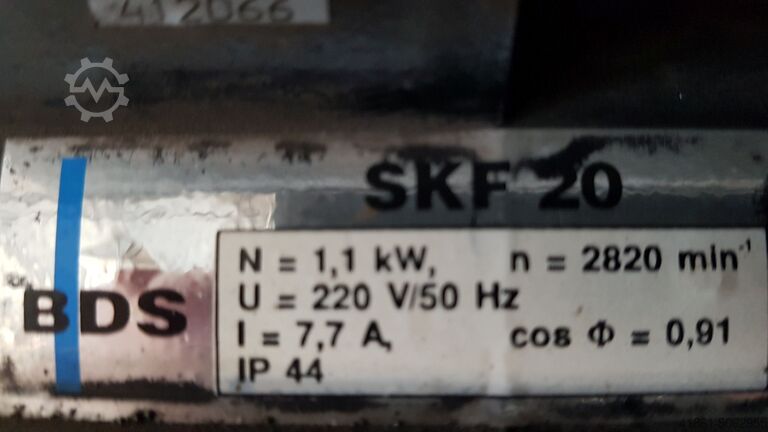 412066
SKF 20
BDS
N = 1,1 kW, n = 2820 min⁻¹
U = 220 V/50 Hz
I = 7,7 A, cos Φ = 0,91
IP 44